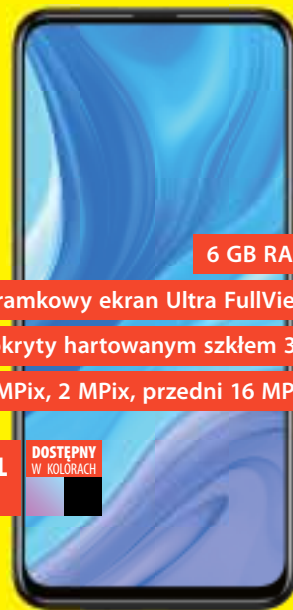 6 GB RA
ramkowy ekran Ultra FullVie
kryty hartowanym szkłem 3
MPix, 2 MPix, przedni 16 MP
1
DOSTĘPNY
W KOLORACH